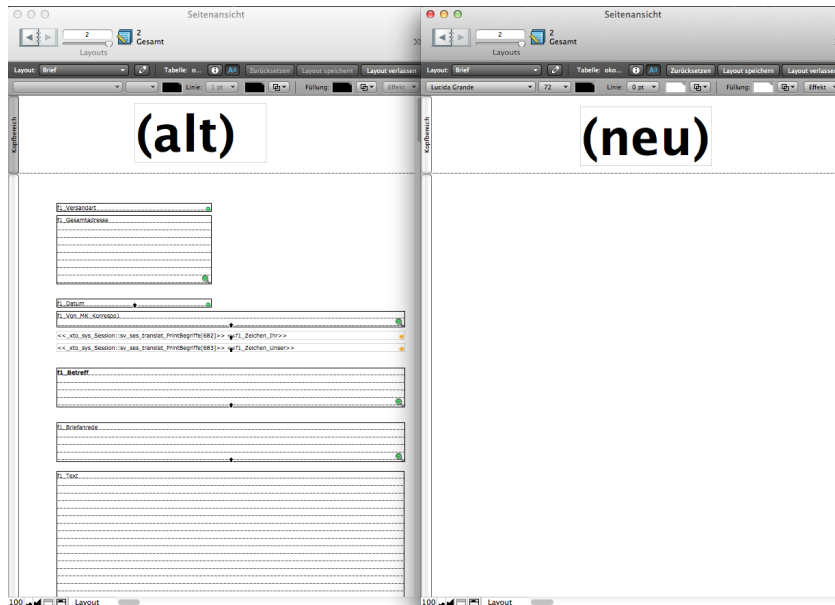 Seitenansicht
2
2
Gesamt
Layouts
Layout: Brief
Tabelle: o...
Zurücksetzen
Layout speichern
Layout verlassen
Linie: 1 pt
Füllung:
Effekt
Kopfbereich
(alt)
f1_Versandart
f1_Gesamtadresse
f1_Datum
f1_Von_MK_Korrespo1
<<_xto_sys_Session::sv_ses_translat_PrintBegriffe[682]>> <<f1_Zeichen_Ihr>>
<<_xto_sys_Session::sv_ses_translat_PrintBegriffe[683]>> <<f1_Zeichen_Unser>>
f1_Betreff
f1_Briefanrede
f1_Text
100
Layout
Seitenansicht
2
2
Gesamt
Layouts
Layout: Brief
Tabelle: oko...
Zurücksetzen
Layout speichern
Layout verlassen
Lucida Grande
72
Linie: 0 pt
Füllung:
Effekt
Kopfbereich
(neu)
100
Layout